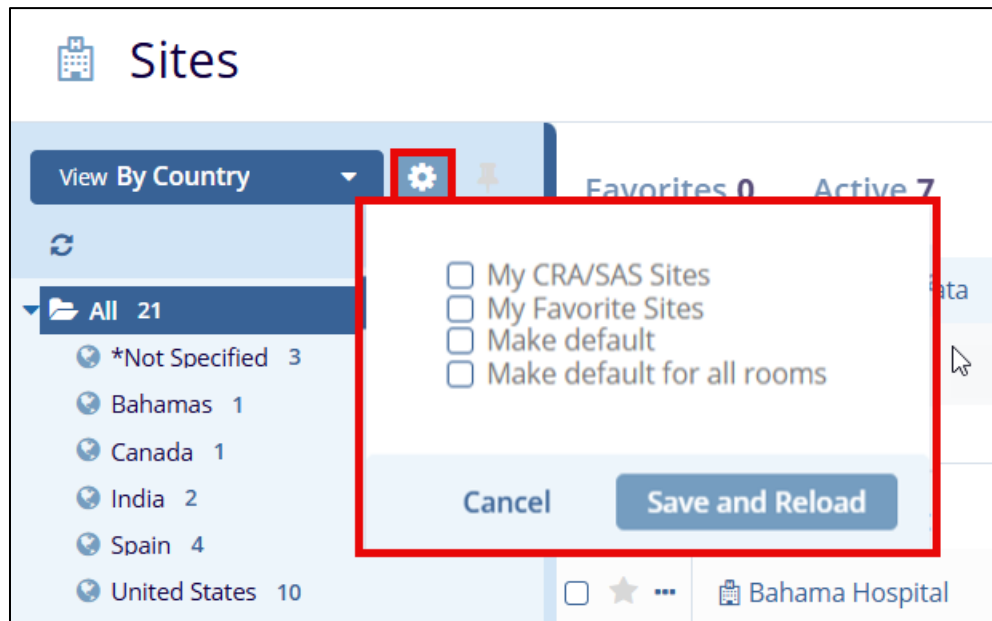 Sites
View By Country
Favorites 0 Active 7
My CRA/SAS Sites
My Favorite Sites
Make default
Make default for all rooms
Cancel Save and Reload
All 21
*Not Specified 3
Bahamas 1
Canada 1
India 2
Spain 4
United States 10
Bahama Hospital